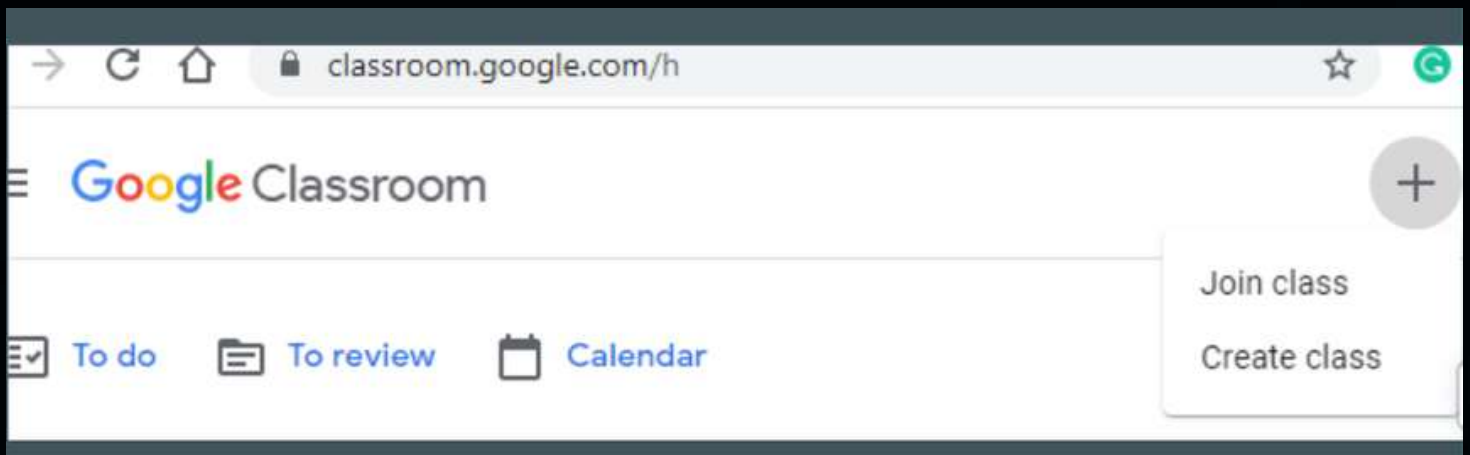 classroom.google.com/h
Google Classroom
Join class
Create class
To do To review Calendar